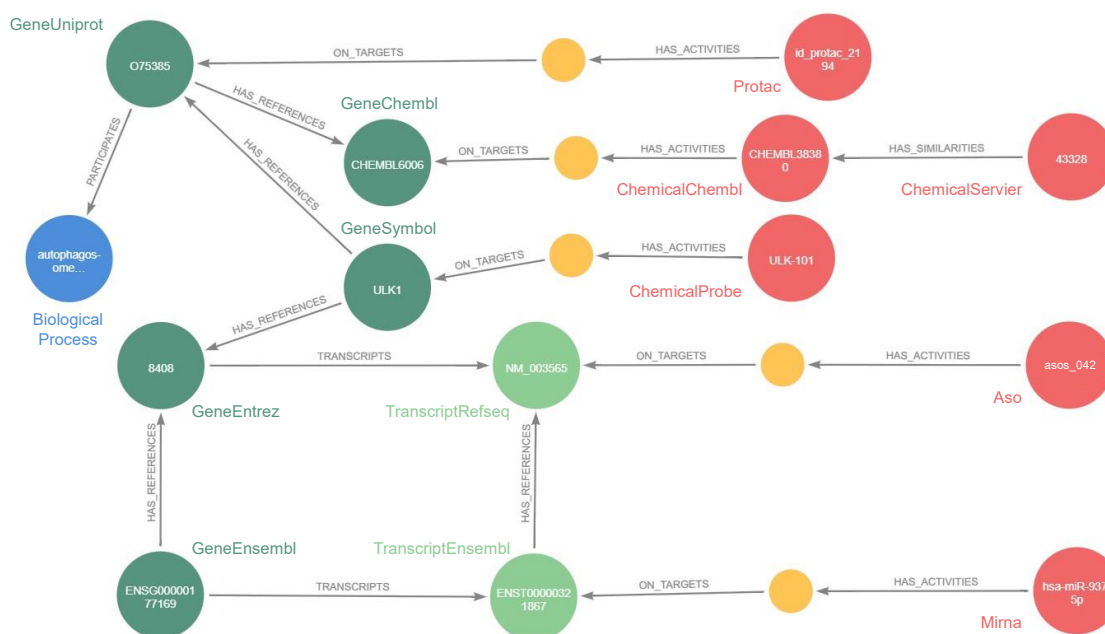 GeneUniprot
O75385
ON_TARGETS
HAS_ACTIVITIES
id_protac_21
94
Protac
HAS_REFERENCES
GeneChembl
CHEMBL6006
ON_TARGETS
HAS_ACTIVITIES
CHEMBL3838
0
ChemicalChembl
HAS_SIMILARITIES
43328
ChemicalServier
PARTICIPATES
HAS_REFERENCES
autophagos-
ome...
Biological
Process
GeneSymbol
ULK1
ON_TARGETS
HAS_ACTIVITIES
ULK-101
ChemicalProbe
HAS_REFERENCES
8408
GeneEntrez
TRANSCRIPTS
NM_003565
TranscriptRefseq
ON_TARGETS
HAS_ACTIVITIES
asos_042
Aso
HAS_REFERENCES
HAS_REFERENCES
GeneEnsembl
ENSG000001
77169
TRANSCRIPTS
TranscriptEnsembl
ENST0000032
1867
ON_TARGETS
HAS_ACTIVITIES
hsa-miR-937-
5p
Mirna